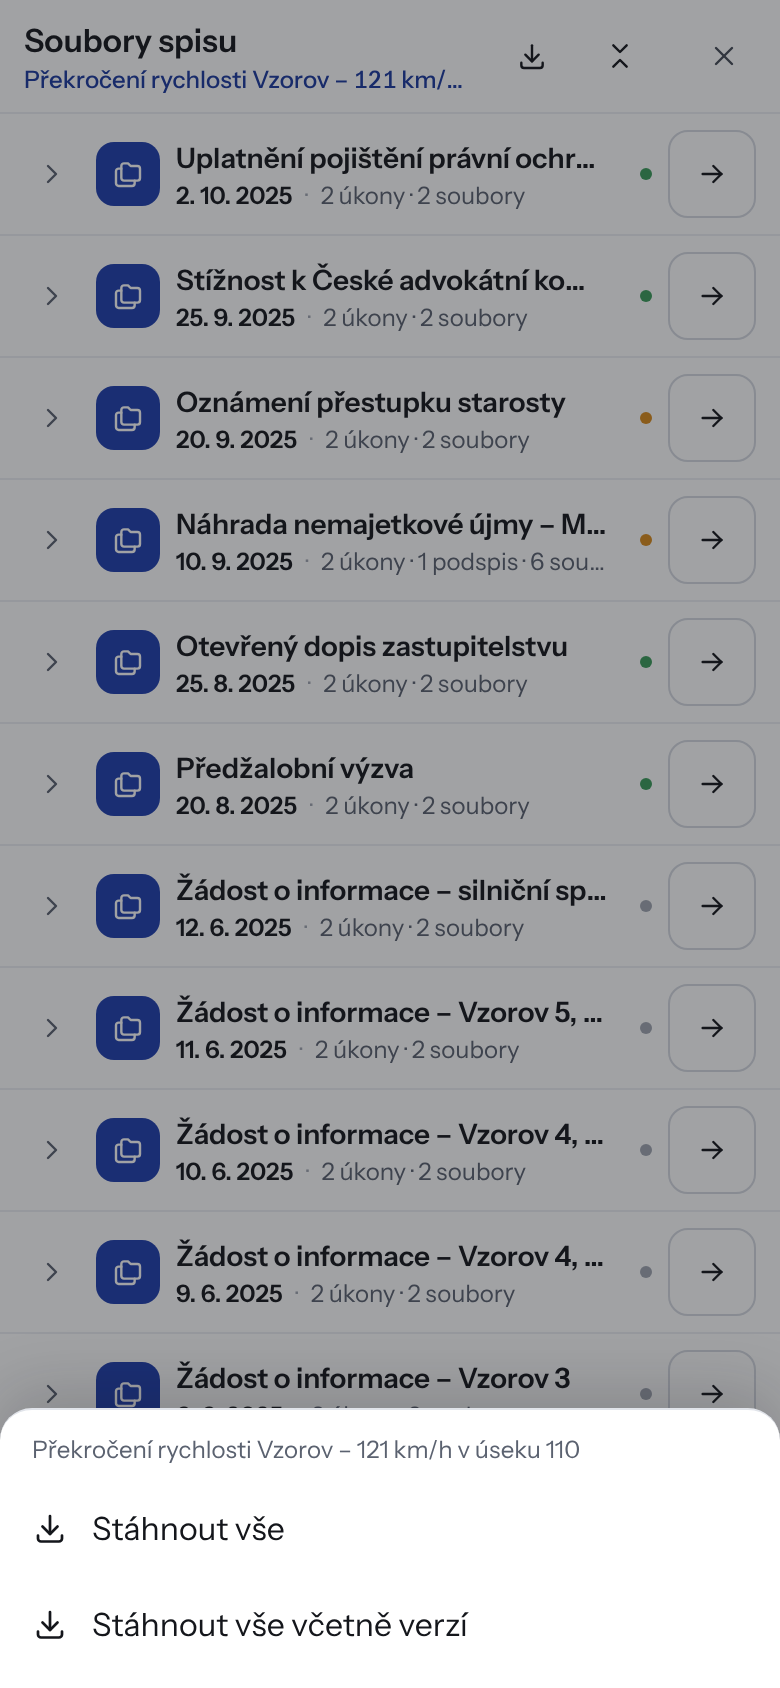 Soubory spisu
Překročení rychlosti Vzorov – 121 km/...
Uplatnění pojištění právní ochr...
2. 10. 2025 · 2 úkony · 2 soubory
Stížnost k České advokátní ko...
25. 9. 2025 · 2 úkony · 2 soubory
Oznámení přestupku starosty
20. 9. 2025 · 2 úkony · 2 soubory
Náhrada nemajetkové újmy – M...
10. 9. 2025 · 2 úkony · 1 podspis · 6 sou...
Otevřený dopis zastupitelstvu
25. 8. 2025 · 2 úkony · 2 soubory
Předžalobní výzva
20. 8. 2025 · 2 úkony · 2 soubory
Žádost o informace – silniční sp...
12. 6. 2025 · 2 úkony · 2 soubory
Žádost o informace – Vzorov 5, ...
11. 6. 2025 · 2 úkony · 2 soubory
Žádost o informace – Vzorov 4, ...
10. 6. 2025 · 2 úkony · 2 soubory
Žádost o informace – Vzorov 4, ...
9. 6. 2025 · 2 úkony · 2 soubory
Žádost o informace – Vzorov 3
Překročení rychlosti Vzorov – 121 km/h v úseku 110
Stáhnout vše
Stáhnout vše včetně verzí